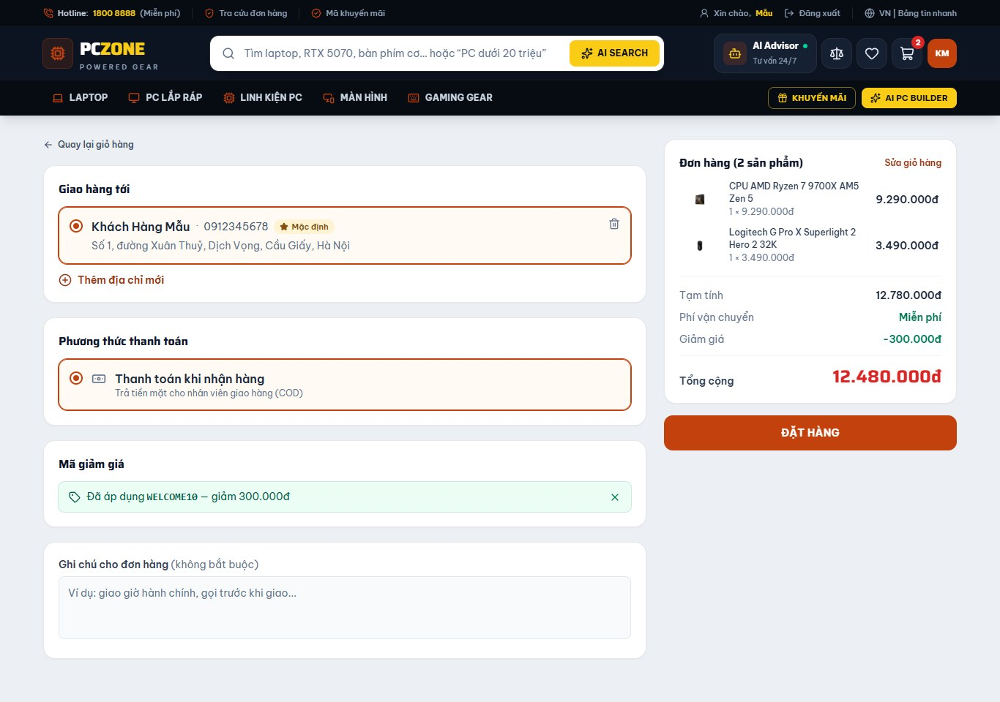 Hotline: 1800 8888 (Miễn phí)
Tra cứu đơn hàng
Mã khuyến mãi
Xin chào, Mẫu
Đăng xuất
VN | Bảng tin nhanh
PCZONE
POWERED GEAR
Tìm laptop, RTX 5070, bàn phím cơ... hoặc “PC dưới 20 triệu”
AI SEARCH
AI Advisor
Tư vấn 24/7
2
KM
LAPTOP
PC LẮP RÁP
LINH KIỆN PC
MÀN HÌNH
GAMING GEAR
KHUYẾN MÃI
AI PC BUILDER
Quay lại giỏ hàng
Giao hàng tới
Khách Hàng Mẫu · 0912345678 Mặc định
Số 1, đường Xuân Thuỷ, Dịch Vọng, Cầu Giấy, Hà Nội
Thêm địa chỉ mới
Phương thức thanh toán
Thanh toán khi nhận hàng
Trả tiền mặt cho nhân viên giao hàng (COD)
Mã giảm giá
Đã áp dụng WELCOME10 — giảm 300.000đ
Ghi chú cho đơn hàng (không bắt buộc)
Ví dụ: giao giờ hành chính, gọi trước khi giao...
Đơn hàng (2 sản phẩm)
Sửa giỏ hàng
CPU AMD Ryzen 7 9700X AM5
Zen 5
1 × 9.290.000đ
9.290.000đ
Logitech G Pro X Superlight 2
Hero 2 32K
1 × 3.490.000đ
3.490.000đ
Tạm tính 12.780.000đ
Phí vận chuyển Miễn phí
Giảm giá -300.000đ
Tổng cộng 12.480.000đ
ĐẶT HÀNG